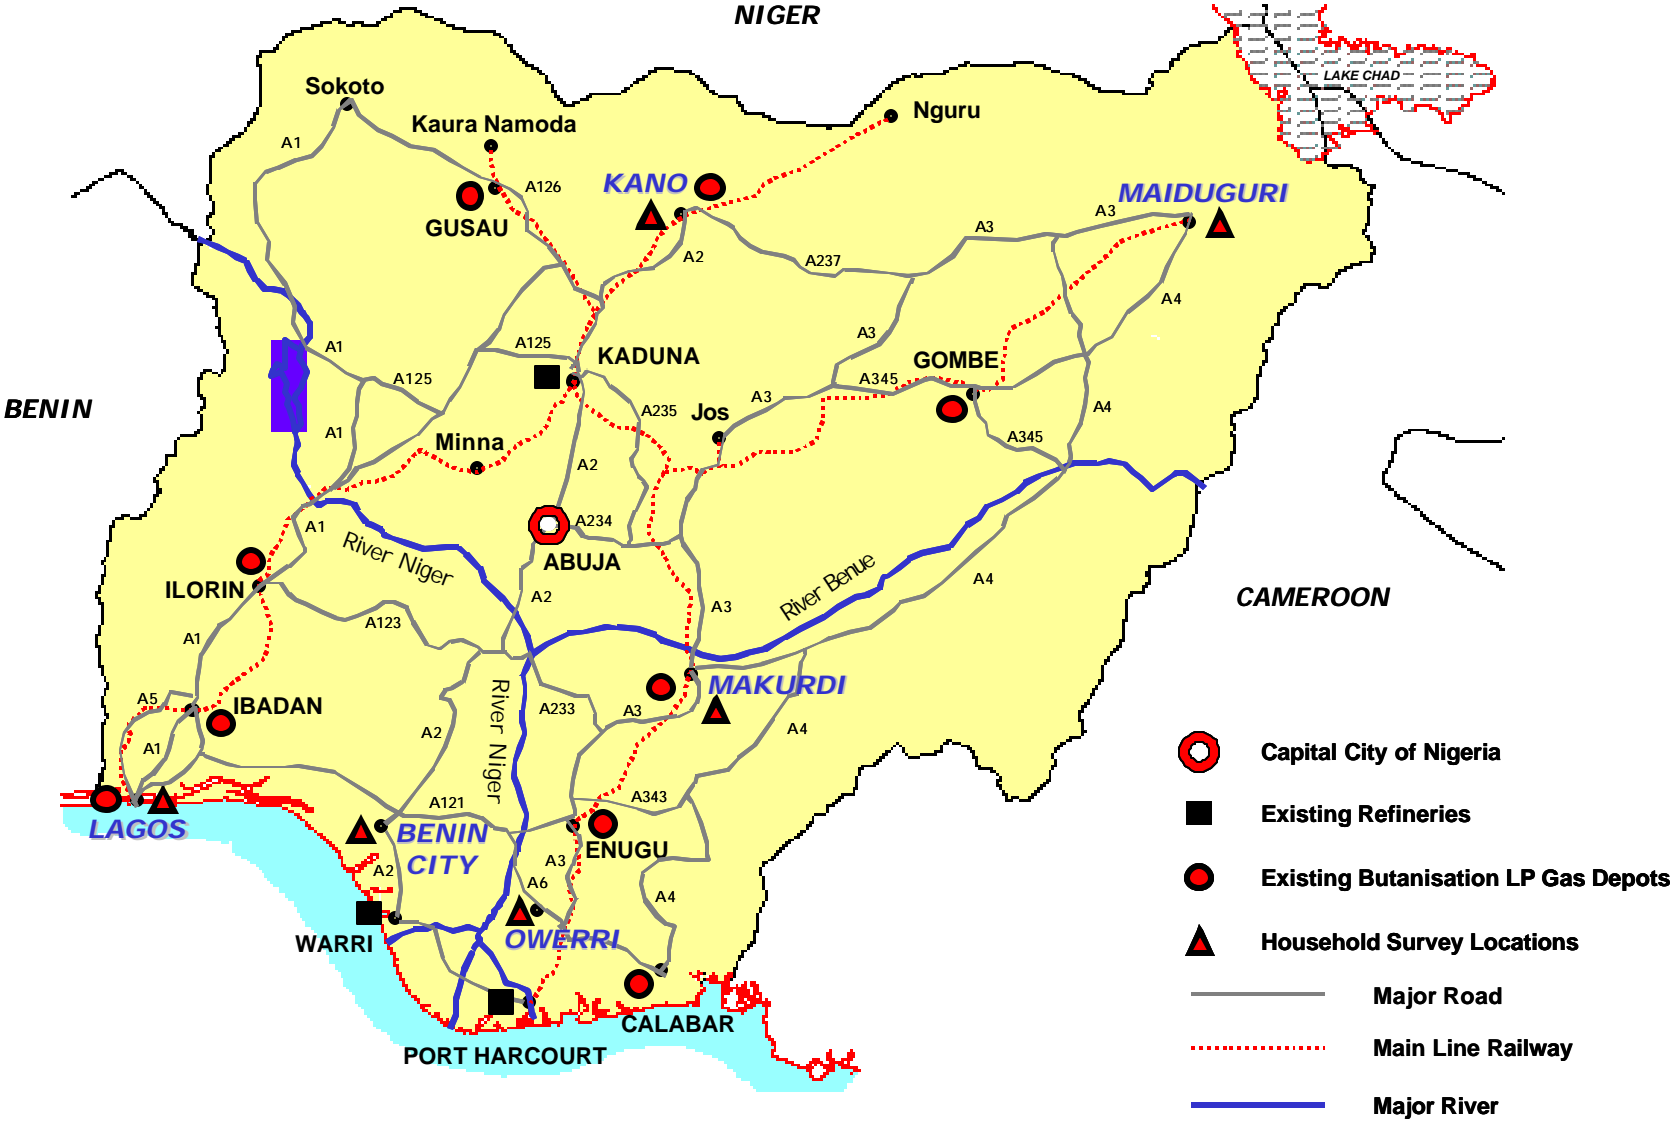 NIGER
LAKE CHAD
Sokoto
Nguru
Kaura Namoda
A1
A126
KANO
MAIDUGURI
GUSAU
A3
A3
A2
A237
A4
A3
A1
A125
KADUNA
GOMBE
A125
A345
BENIN
A3
A235
Jos
A4
A1
Minna
A345
A2
A1
A234
River Niger
ABUJA
River Benue
ILORIN
A4
CAMEROON
A2
A3
A123
A1
MAKURDI
A5
IBADAN
River Niger
A233
A3
A4
A2
A1
Capital City of Nigeria
A121
A343
LAGOS
BENIN
CITY
Existing Refineries
ENUGU
A3
A2
A6
Existing Butanisation LP Gas Depots
A4
WARRI
OWERRI
Household Survey Locations
Major Road
CALABAR
PORT HARCOURT
Main Line Railway
Major River